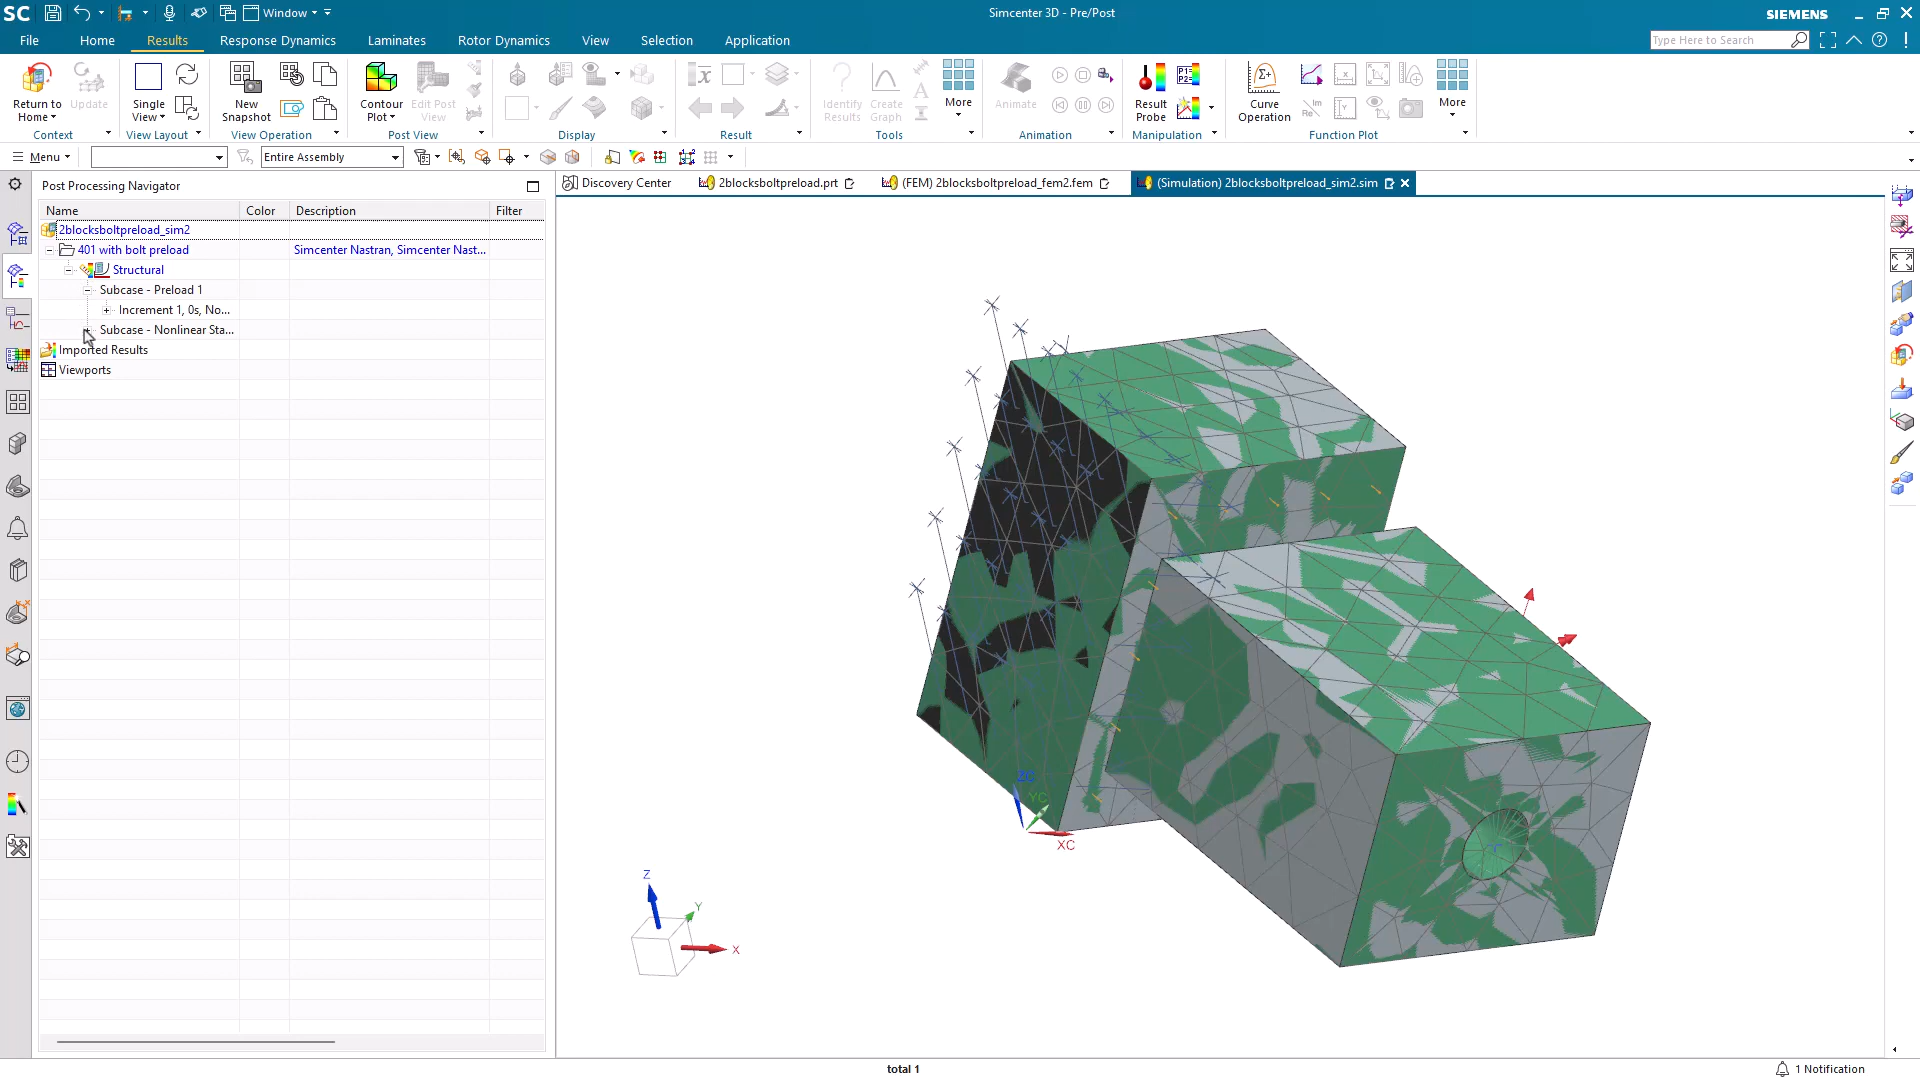 SC
Window
Simcenter 3D - Pre/Post
SIEMENS
File
Home
Results
Response Dynamics
Laminates
Rotor Dynamics
View
Selection
Application
Type Here to Search
Return to Home
Update
Context
Single View
View Layout
New Snapshot
View Operation
Contour Plot
Edit Post View
Post View
Display
Result
Identify Results
Create Graph
More
Tools
Animate
Animation
Result Probe
Manipulation
Curve Operation
More
Function Plot
Menu
Entire Assembly
Post Processing Navigator
Discovery Center
2blocksboltpreload.prt
(FEM) 2blocksboltpreload_fem2.fem
(Simulation) 2blocksboltpreload_sim2.sim
Name
Color
Description
Filter
2blocksboltpreload_sim2
401 with bolt preload
Simcenter Nastran, Simcenter Nast...
Structural
Subcase - Preload 1
Increment 1, 0s, No...
Subcase - Nonlinear Sta...
Imported Results
Viewports
ZC
YC
XC
Z
Y
X
total 1
1 Notification